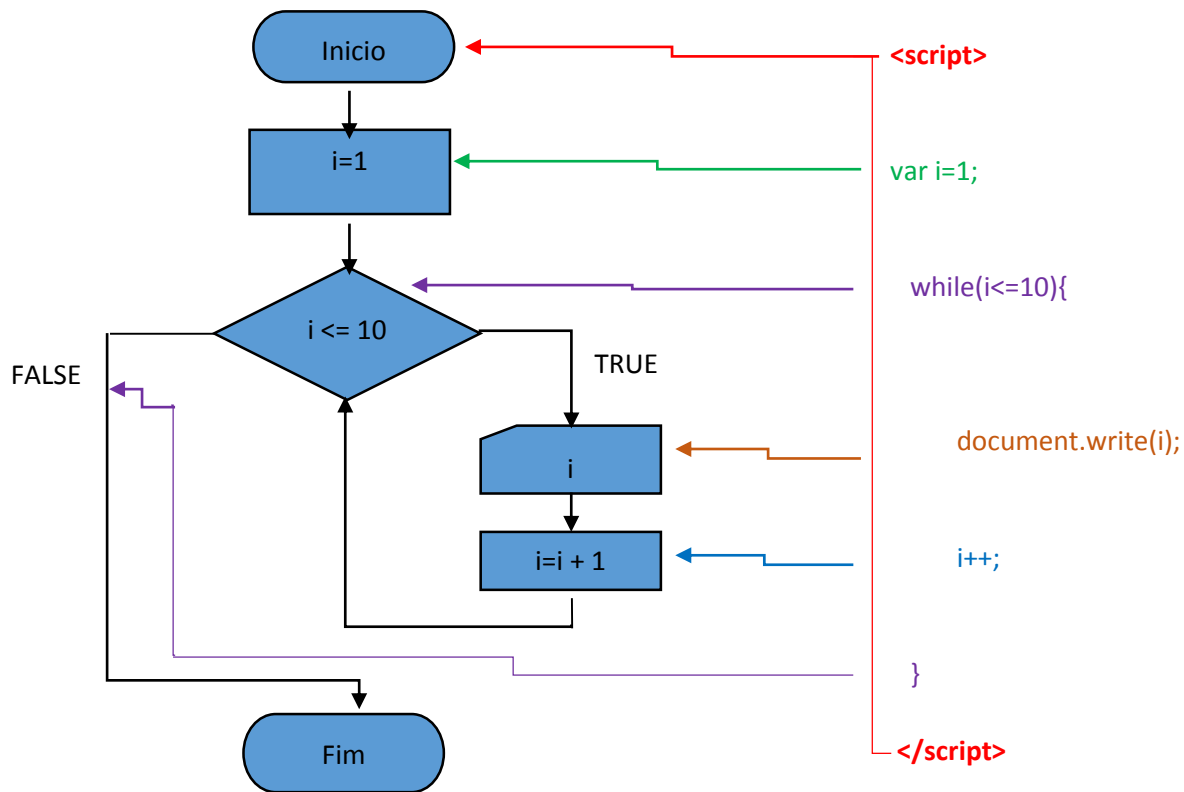 Inicio
<script>
i=1
var i=1;
while(i<=10){
i <= 10
TRUE
FALSE
document.write(i);
i
i=i + 1
i++;
}
Fim
</script>